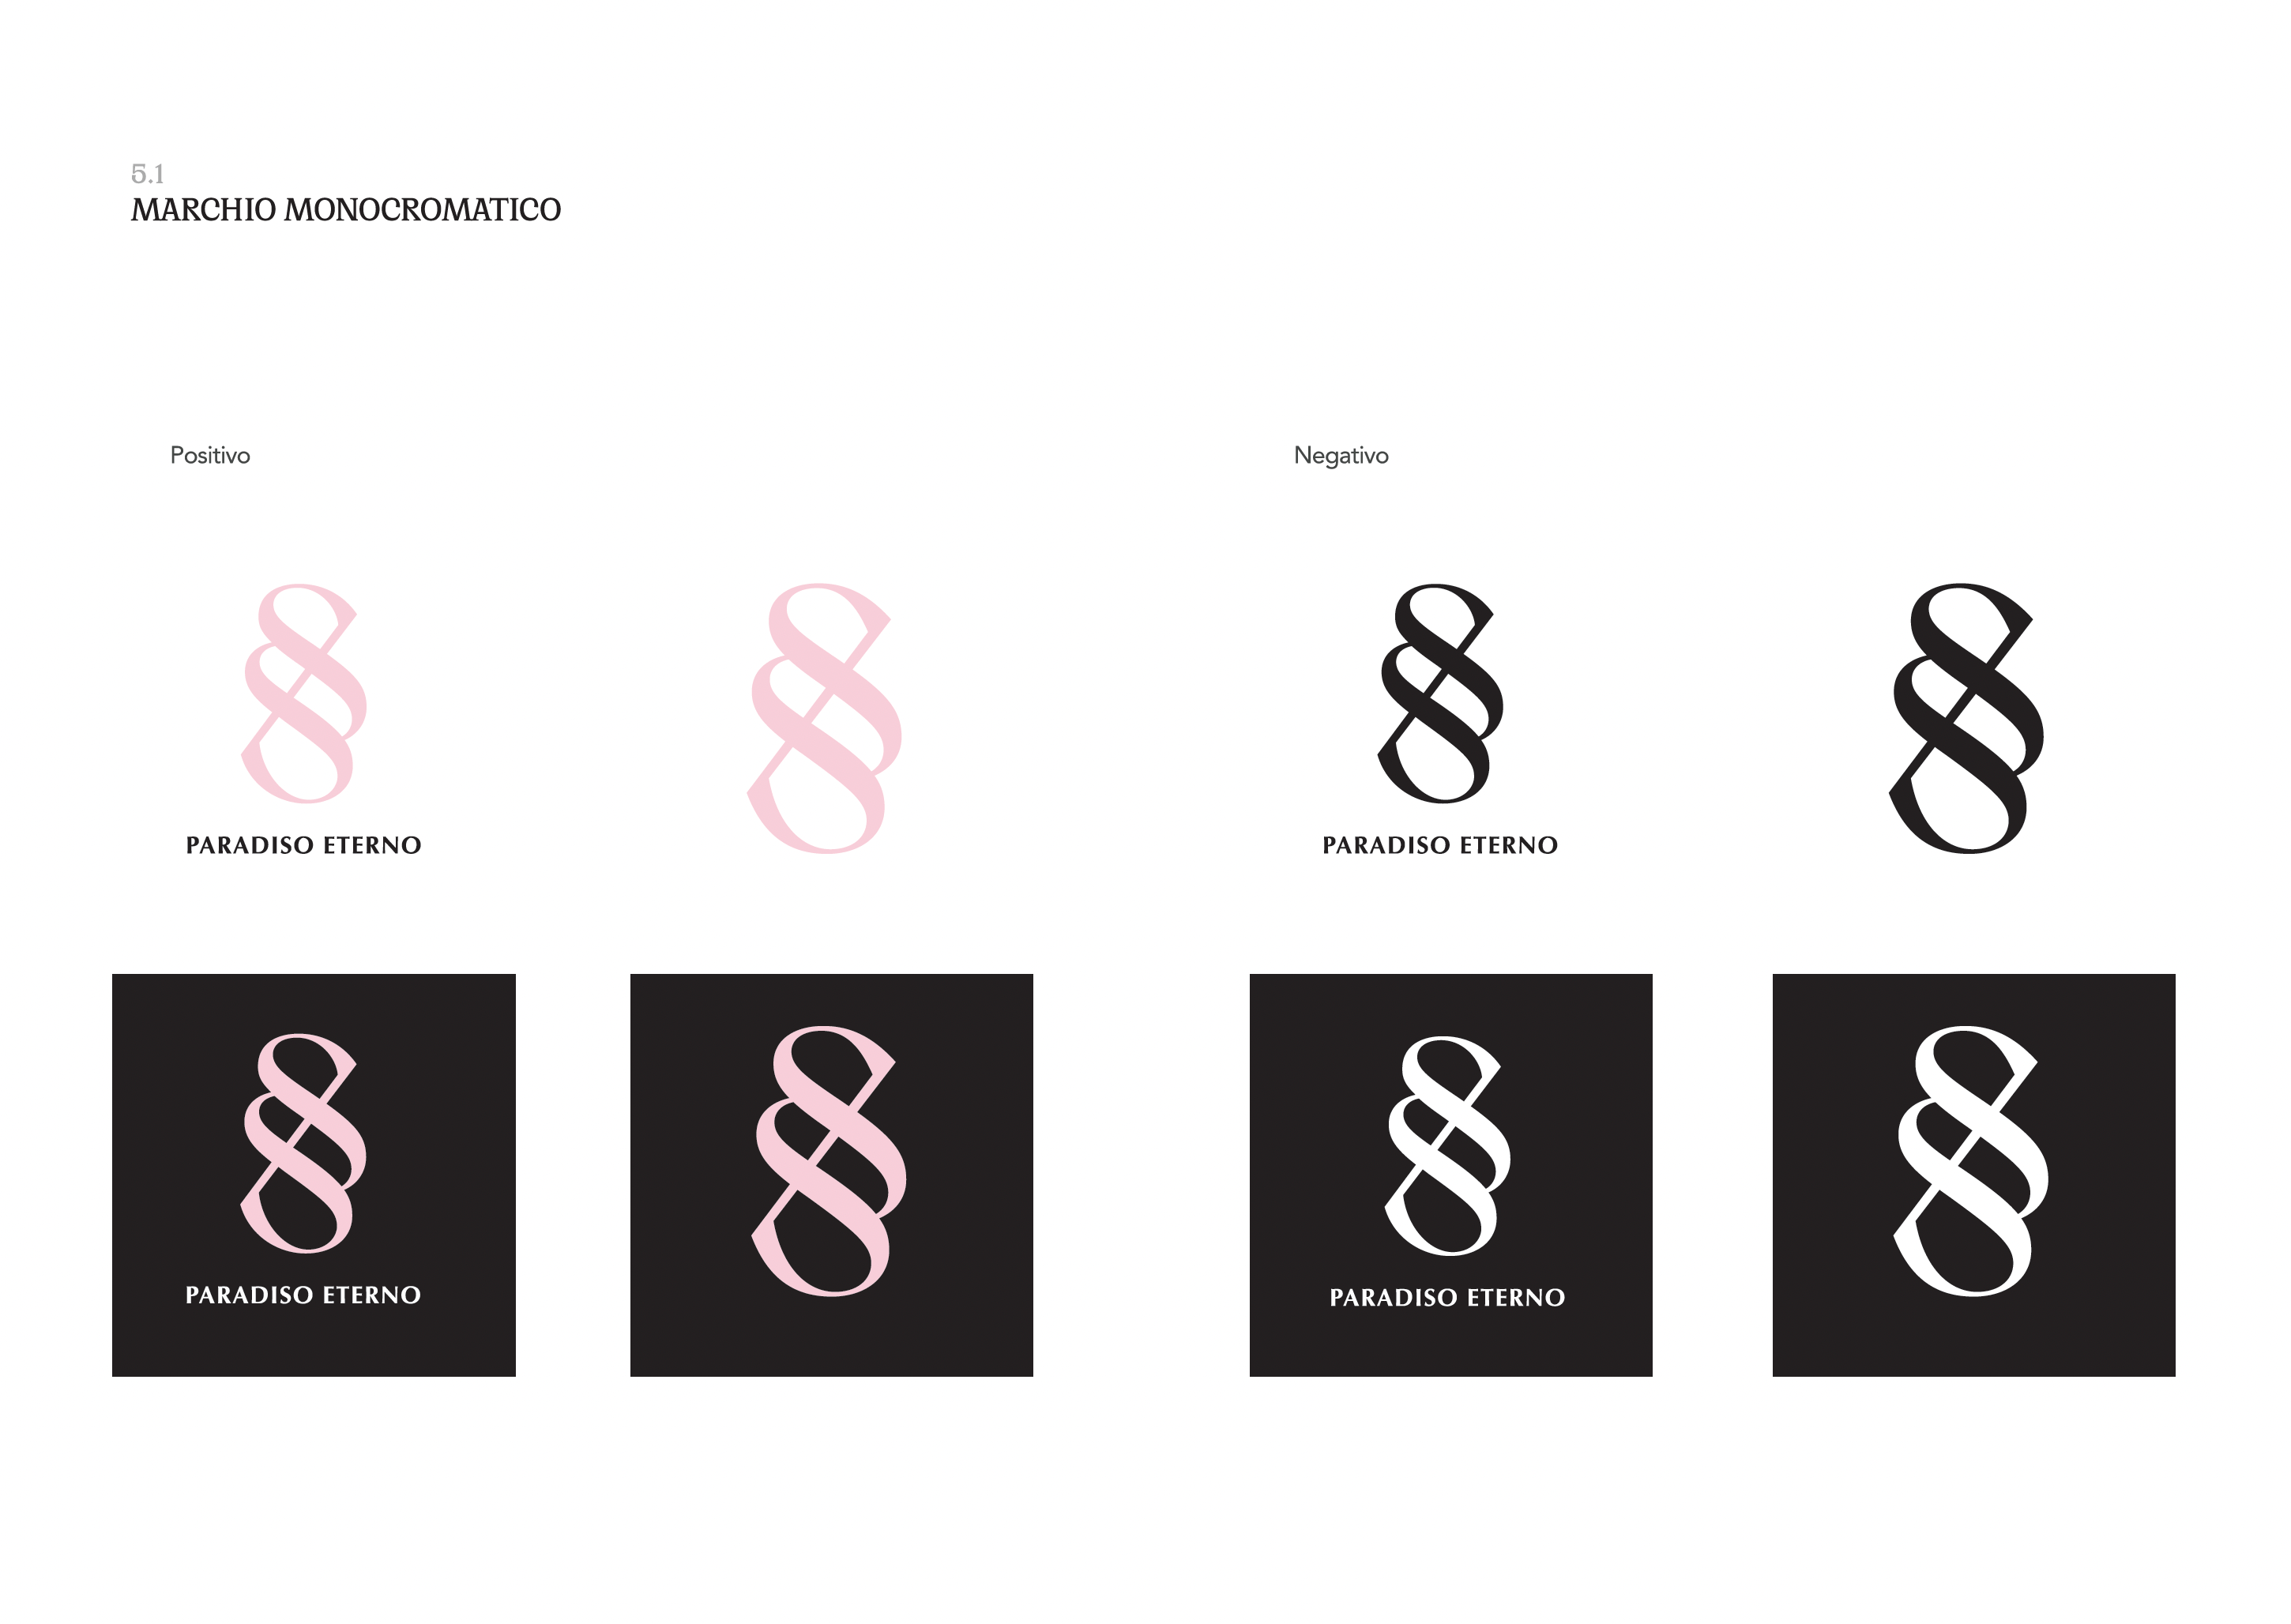 5.1
MARCHIO MONOCROMATICO
Positivo
Negativo
PARADISO ETERNO
PARADISO ETERNO
PARADISO ETERNO
PARADISO ETERNO